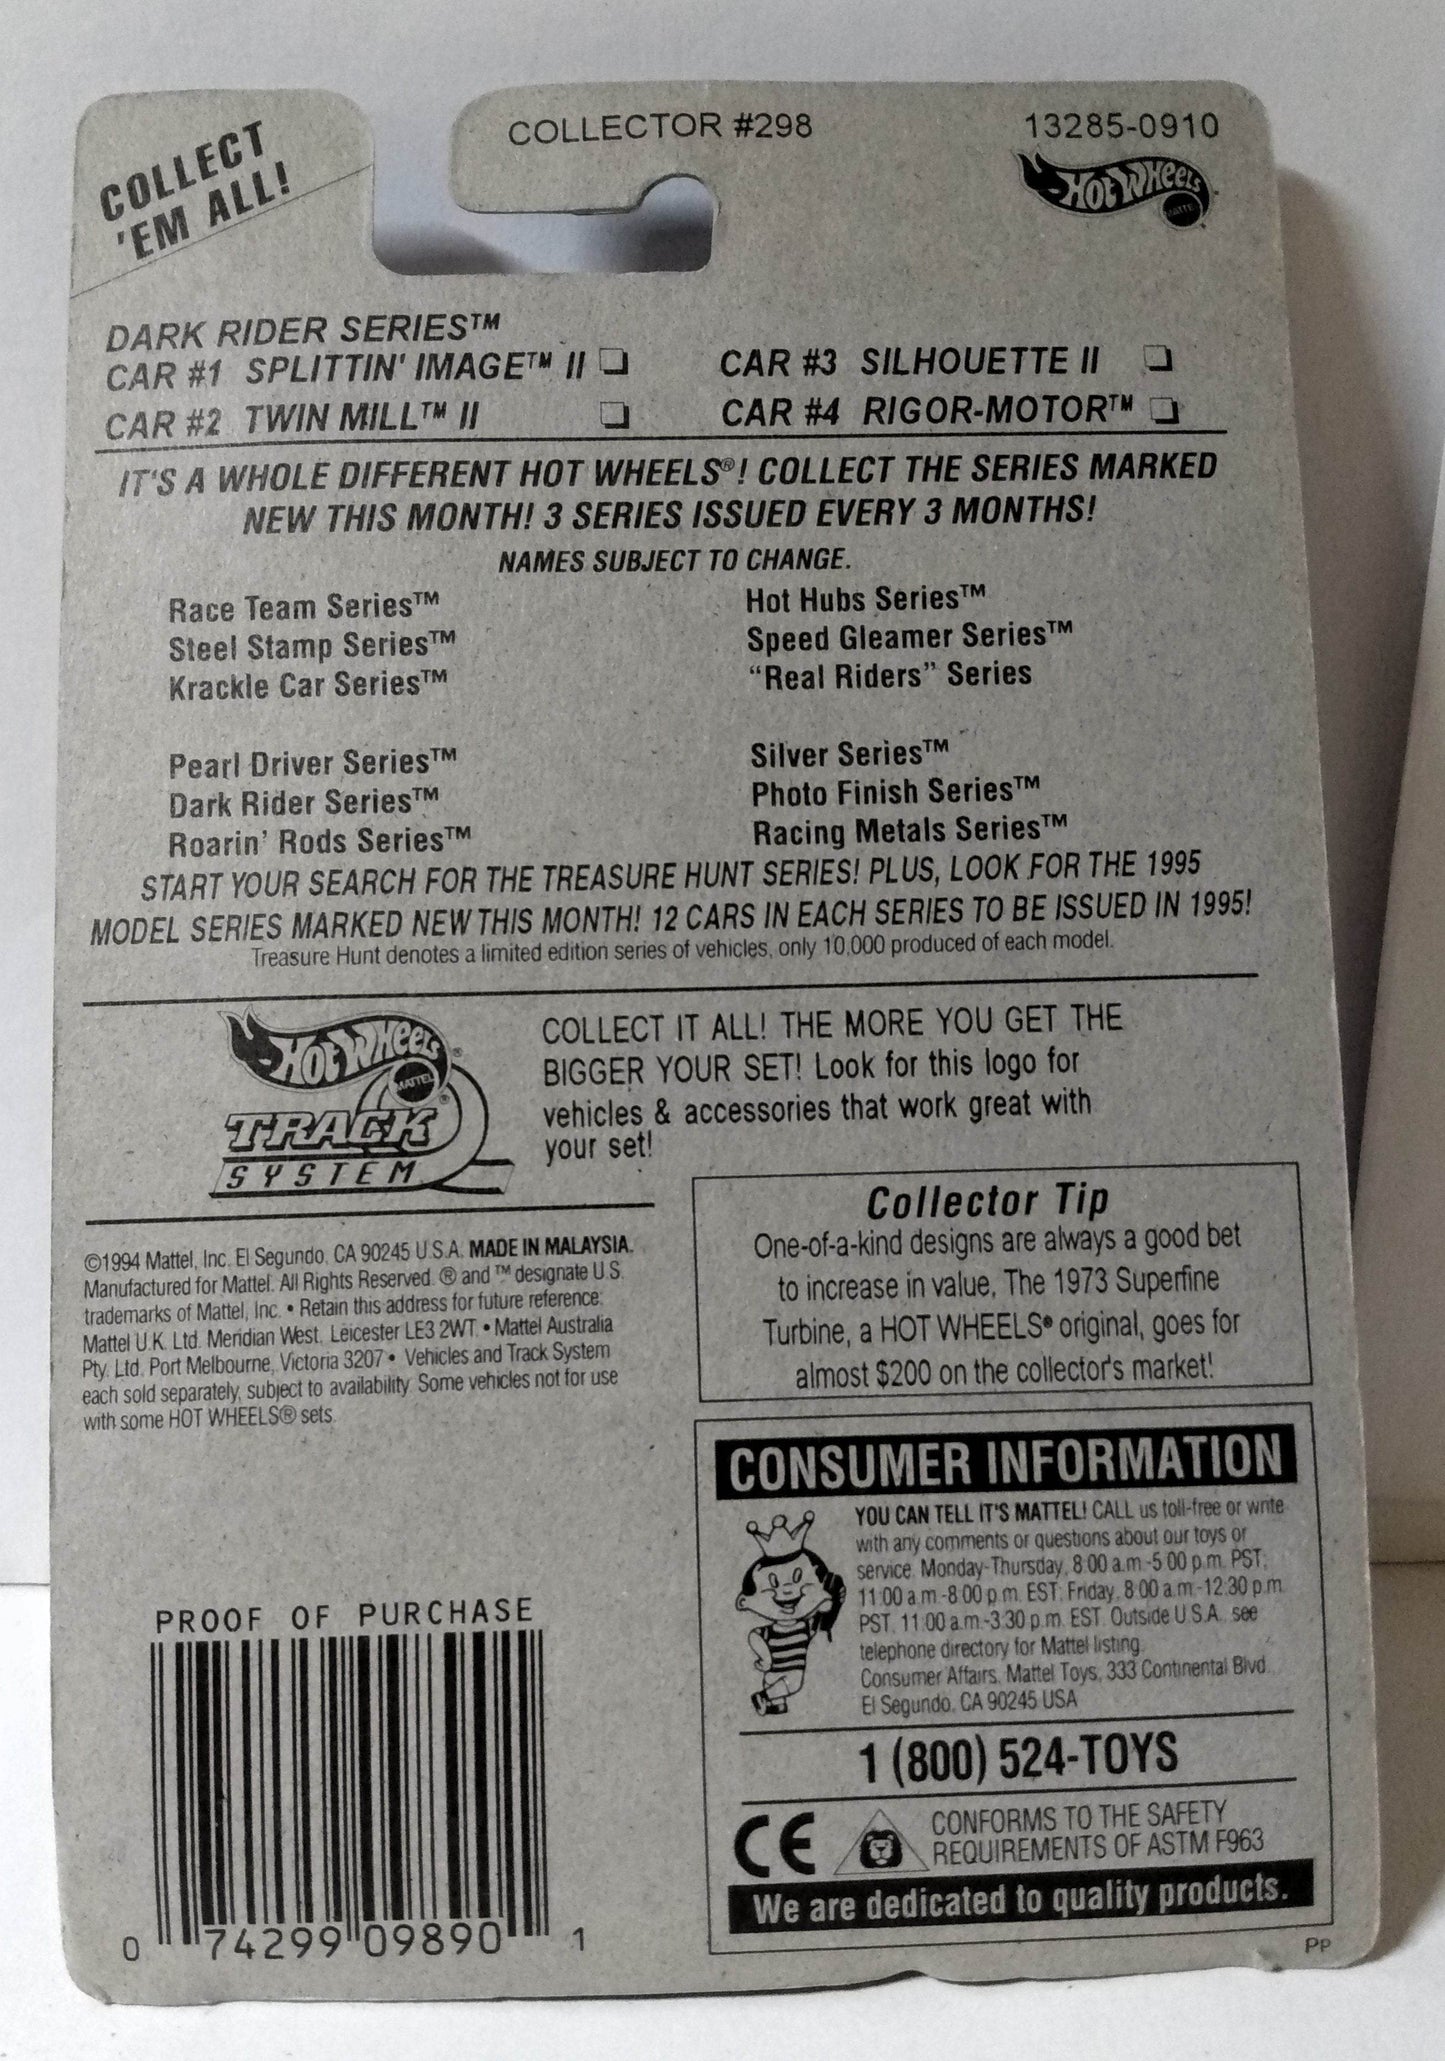 COLLECT
'EM ALL!
COLLECTOR #298
13285-0910
HOT WHEELS
MATTEL
DARK RIDER SERIES™
CAR #1 SPLITTIN' IMAGE™ II ❏
CAR #2 TWIN MILL™ II ❏
CAR #3 SILHOUETTE II ❏
CAR #4 RIGOR-MOTOR™ ❏
IT'S A WHOLE DIFFERENT HOT WHEELS®! COLLECT THE SERIES MARKED
NEW THIS MONTH! 3 SERIES ISSUED EVERY 3 MONTHS!
NAMES SUBJECT TO CHANGE.
Race Team Series™
Steel Stamp Series™
Krackle Car Series™
Hot Hubs Series™
Speed Gleamer Series™
“Real Riders” Series
Pearl Driver Series™
Dark Rider Series™
Roarin' Rods Series™
Silver Series™
Photo Finish Series™
Racing Metals Series™
START YOUR SEARCH FOR THE TREASURE HUNT SERIES! PLUS, LOOK FOR THE 1995
MODEL SERIES MARKED NEW THIS MONTH! 12 CARS IN EACH SERIES TO BE ISSUED IN 1995!
Treasure Hunt denotes a limited edition series of vehicles, only 10,000 produced of each model.
HOT WHEELS®
MATTEL®
TRACK
SYSTEM
COLLECT IT ALL! THE MORE YOU GET THE
BIGGER YOUR SET! Look for this logo for
vehicles & accessories that work great with
your set!
©1994 Mattel, Inc. El Segundo, CA 90245 U.S.A. MADE IN MALAYSIA.
Manufactured for Mattel. All Rights Reserved. ® and ™ designate U.S.
trademarks of Mattel, Inc. • Retain this address for future reference:
Mattel U.K. Ltd. Meridian West, Leicester LE3 2WT. • Mattel Australia
Pty. Ltd. Port Melbourne, Victoria 3207 • Vehicles and Track System
each sold separately, subject to availability. Some vehicles not for use
with some HOT WHEELS® sets.
Collector Tip
One-of-a-kind designs are always a good bet
to increase in value, The 1973 Superfine
Turbine, a HOT WHEELS® original, goes for
almost $200 on the collector's market!
CONSUMER INFORMATION
YOU CAN TELL IT'S MATTEL! CALL us toll-free or write
with any comments or questions about our toys or
service. Monday-Thursday, 8:00 a.m.-5:00 p.m. PST;
11:00 a.m.-8:00 p.m. EST; Friday, 8:00 a.m.-12:30 p.m.
PST, 11:00 a.m.-3:30 p.m. EST. Outside U.S.A., see
telephone directory for Mattel listing.
Consumer Affairs, Mattel Toys, 333 Continental Blvd.,
El Segundo, CA 90245 USA
1 (800) 524-TOYS
CE
CONFORMS TO THE SAFETY
REQUIREMENTS OF ASTM F963
We are dedicated to quality products.
PP
PROOF OF PURCHASE
0 74299 09890 1